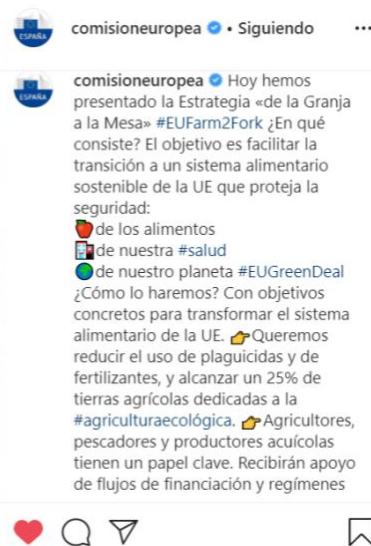 comisioneuropea • Siguiendo
ESPAÑA
comisioneuropea Hoy hemos
ESPAÑA
presentado la Estrategia «de la Granja
a la Mesa» #EUFarm2Fork ¿En qué
consiste? El objetivo es facilitar la
transición a un sistema alimentario
sostenible de la UE que proteja la
seguridad:
🍎de los alimentos
🏥de nuestra #salud
🌍de nuestro planeta #EUGreenDeal
¿Cómo lo haremos? Con objetivos
concretos para transformar el sistema
alimentario de la UE. 👉Queremos
reducir el uso de plaguicidas y de
fertilizantes, y alcanzar un 25% de
tierras agrícolas dedicadas a la
#agriculturaecológica. 👉Agricultores,
pescadores y productores acuícolas
tienen un papel clave. Recibirán apoyo
de flujos de financiación y regímenes